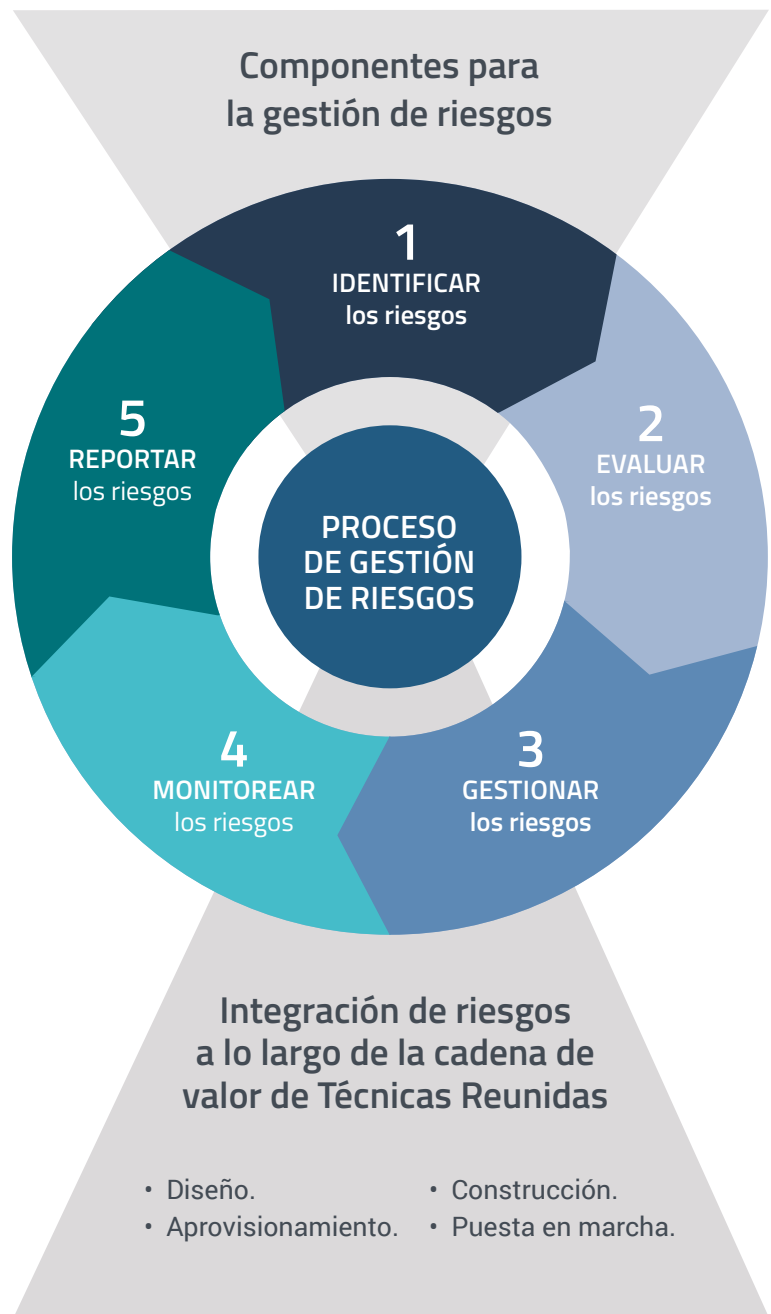 Componentes para
la gestión de riesgos
1
IDENTIFICAR
los riesgos
2
EVALUAR
los riesgos
3
GESTIONAR
los riesgos
4
MONITOREAR
los riesgos
5
REPORTAR
los riesgos
PROCESO
DE GESTIÓN
DE RIESGOS
Integración de riesgos
a lo largo de la cadena de
valor de Técnicas Reunidas
• Diseño.
• Aprovisionamiento.
• Construcción.
• Puesta en marcha.